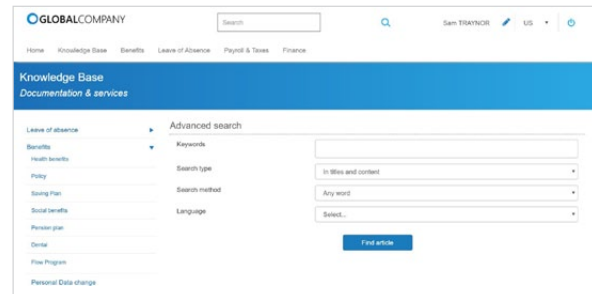 GLOBALCOMPANY
Search
Sam TRAYNOR
US
Home Knowledge Base Benefits Leave of Absence Payroll & Taxes Finance
Knowledge Base
Documentation & services
Leave of absence
Benefits
Health benefits
Policy
Saving Plan
Social benefits
Pension plan
Dental
Flow Program
Personal Data change
Advanced search
Keywords
Search type
In titles and content
Search method
Any word
Language
Select...
Find article